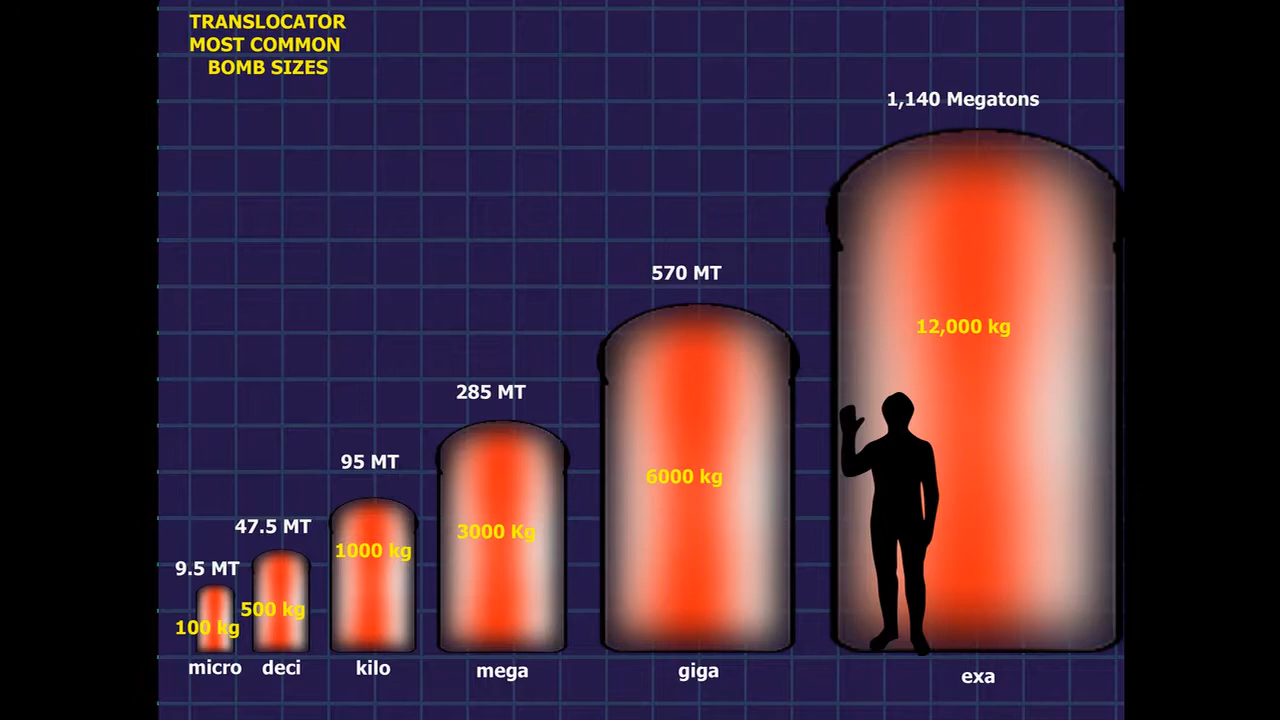 TRANSLOCATOR
MOST COMMON
BOMB SIZES
1,140 Megatons
570 MT
12,000 kg
285 MT
95 MT
6000 kg
47.5 MT
3000 Kg
1000 kg
9.5 MT
500 kg
100 kg
micro
deci
kilo
mega
giga
exa